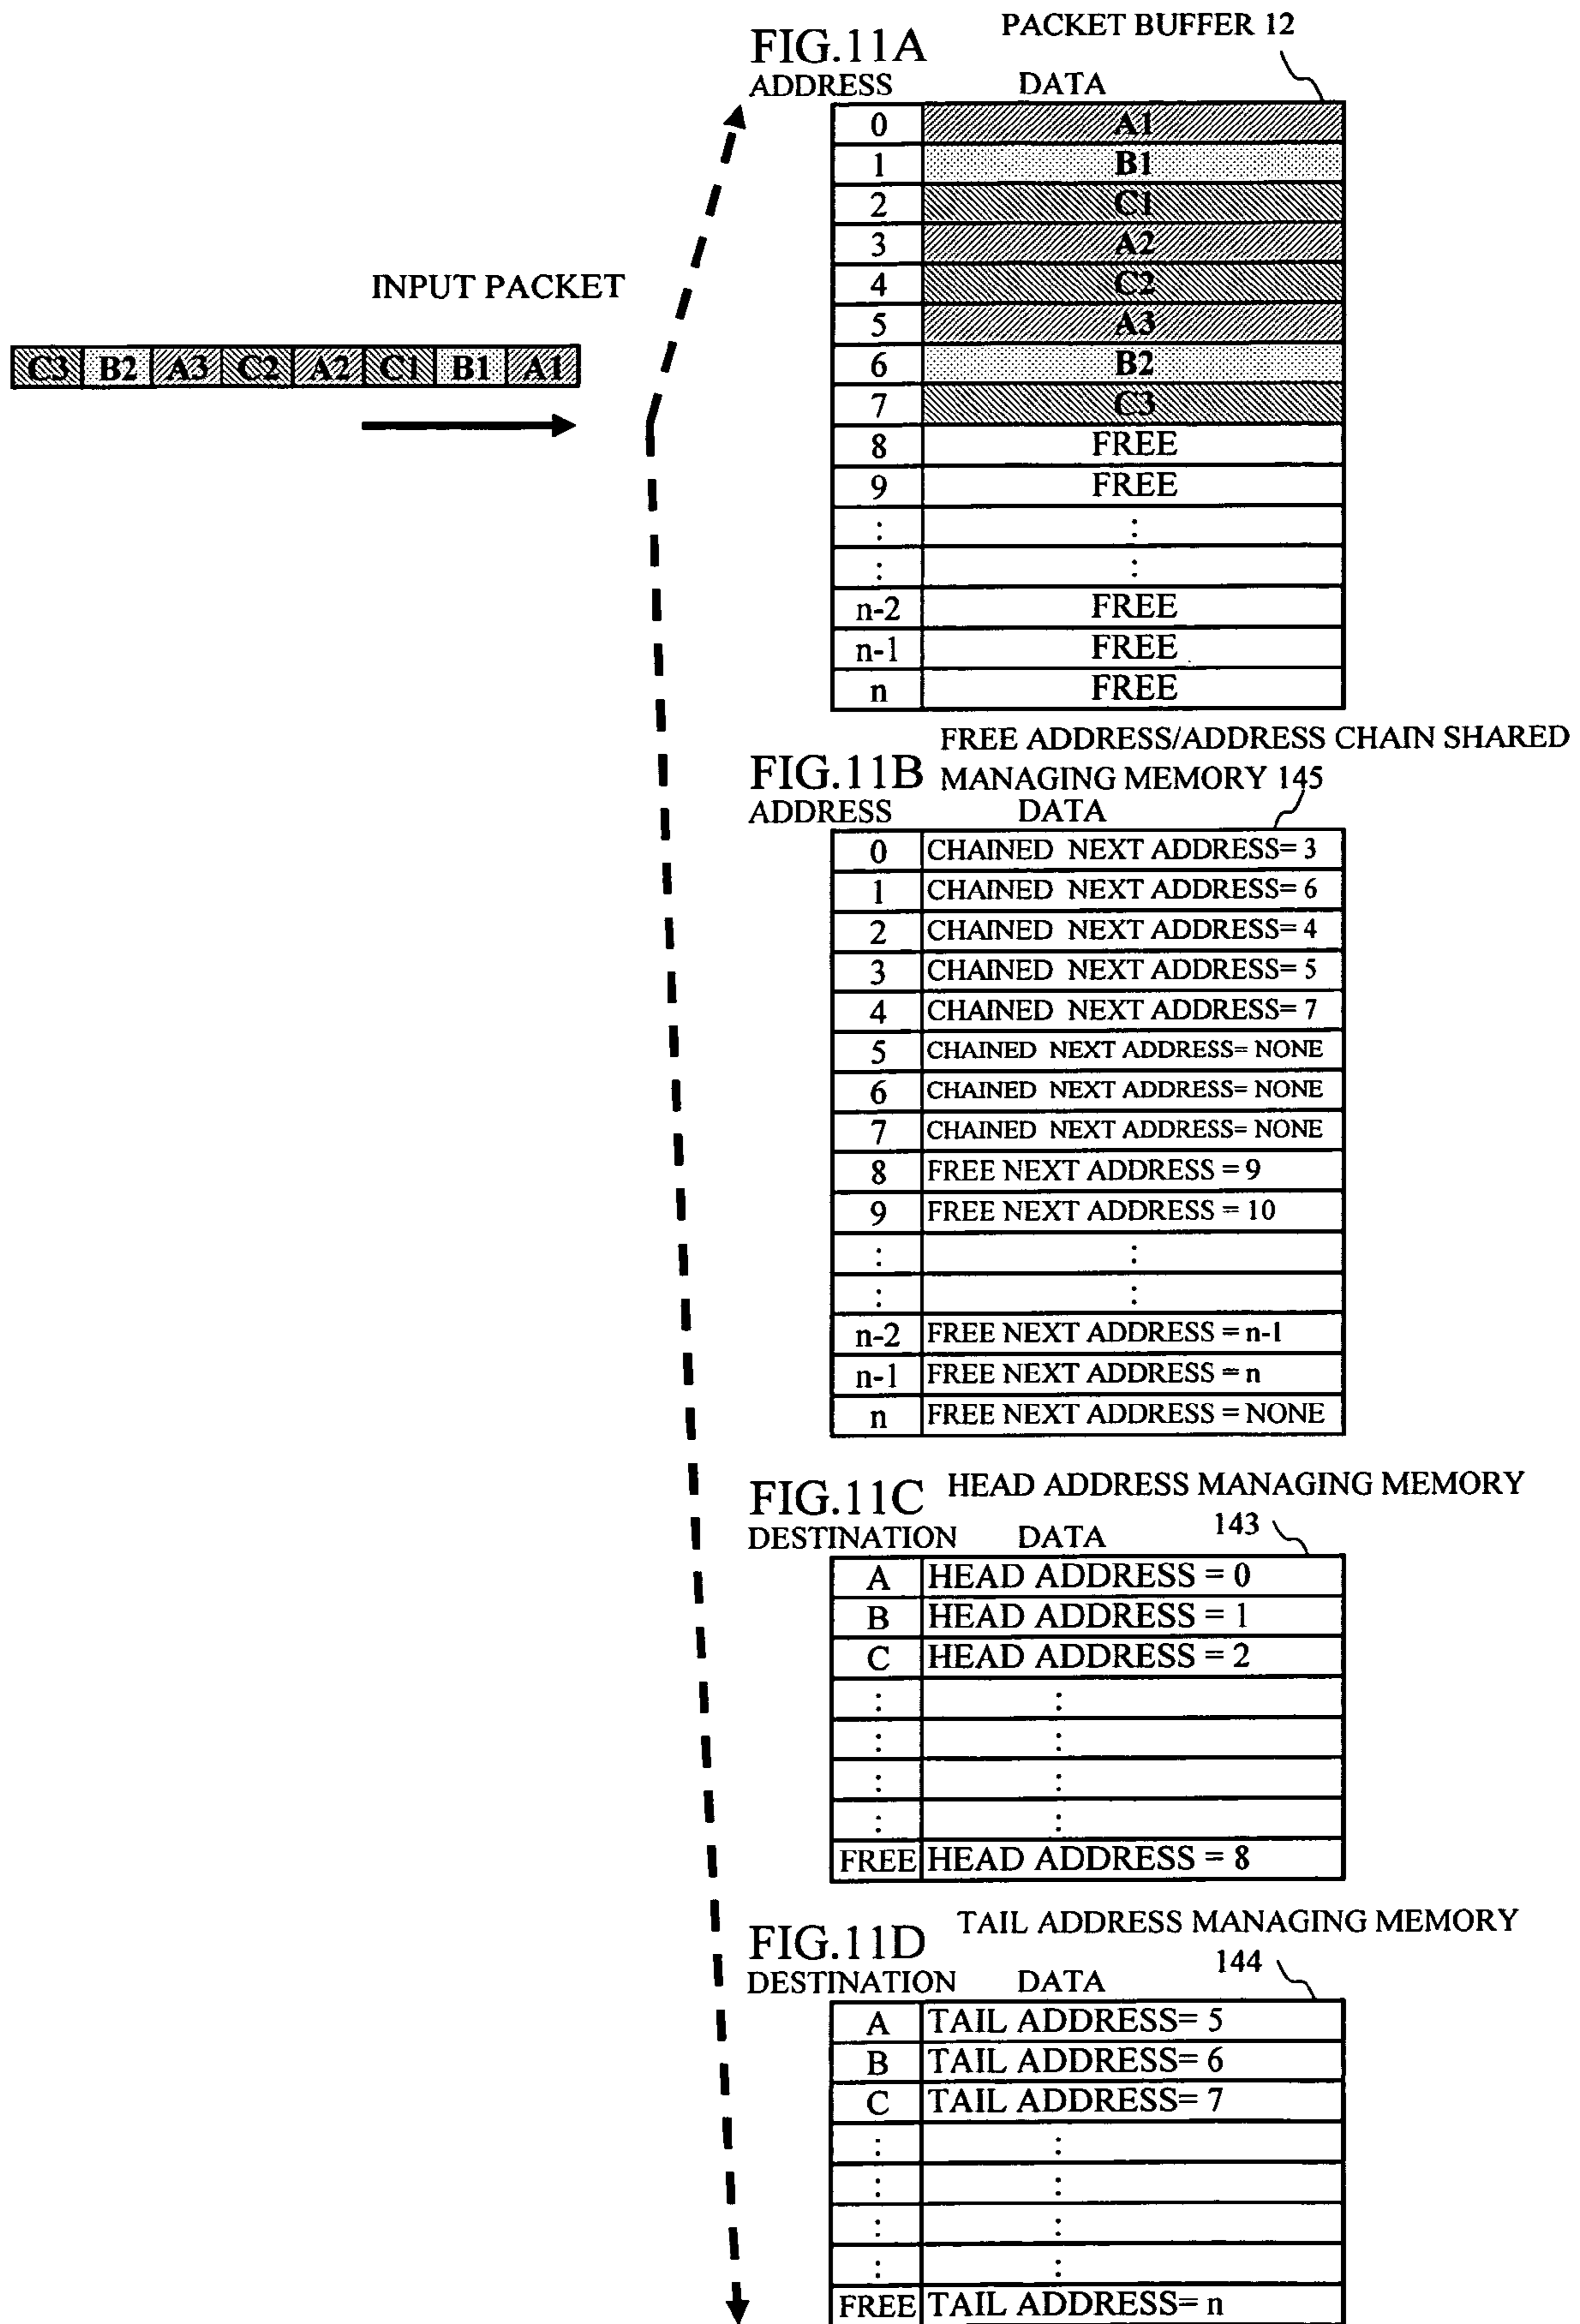 INPUT PACKET
C3 B2 A3 C2 A2 C1 B1 A1
FIG.11A
PACKET BUFFER 12
ADDRESS DATA
0 A1
1 B1
2 C1
3 A2
4 C2
5 A3
6 B2
7 C3
8 FREE
9 FREE
: :
: :
n-2 FREE
n-1 FREE
n FREE
FIG.11B
FREE ADDRESS/ADDRESS CHAIN SHARED
MANAGING MEMORY 145
ADDRESS DATA
0 CHAINED NEXT ADDRESS= 3
1 CHAINED NEXT ADDRESS= 6
2 CHAINED NEXT ADDRESS= 4
3 CHAINED NEXT ADDRESS= 5
4 CHAINED NEXT ADDRESS= 7
5 CHAINED NEXT ADDRESS= NONE
6 CHAINED NEXT ADDRESS= NONE
7 CHAINED NEXT ADDRESS= NONE
8 FREE NEXT ADDRESS = 9
9 FREE NEXT ADDRESS = 10
: :
: :
n-2 FREE NEXT ADDRESS = n-1
n-1 FREE NEXT ADDRESS = n
n FREE NEXT ADDRESS = NONE
FIG.11C
HEAD ADDRESS MANAGING MEMORY
143
DESTINATION DATA
A HEAD ADDRESS = 0
B HEAD ADDRESS = 1
C HEAD ADDRESS = 2
: :
: :
: :
: :
FREE HEAD ADDRESS = 8
FIG.11D
TAIL ADDRESS MANAGING MEMORY
144
DESTINATION DATA
A TAIL ADDRESS= 5
B TAIL ADDRESS= 6
C TAIL ADDRESS= 7
: :
: :
: :
: :
FREE TAIL ADDRESS= n